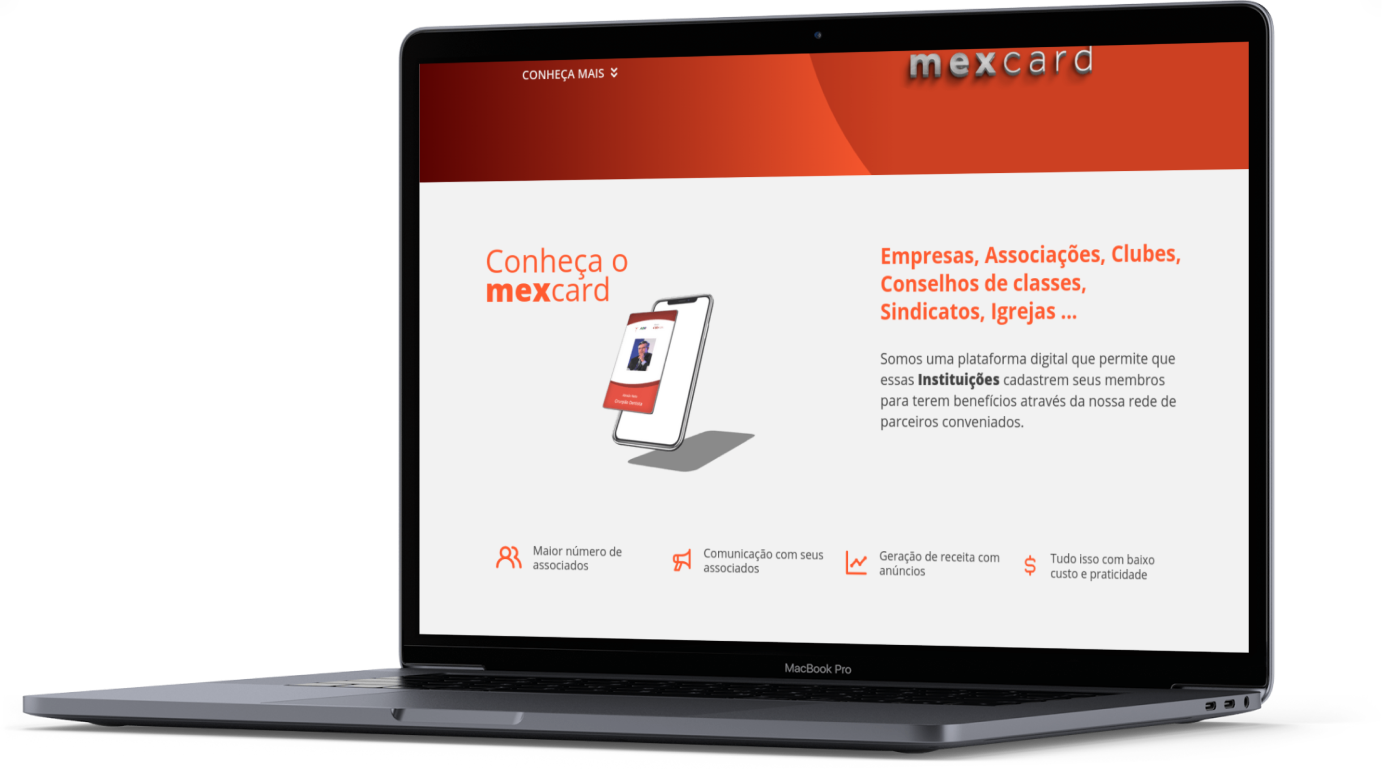 CONHEÇA MAIS
mexcard
Conheça o
mexcard
Empresas, Associações, Clubes,
Conselhos de classes,
Sindicatos, Igrejas ...
Somos uma plataforma digital que permite que
essas Instituições cadastrem seus membros
para terem benefícios através da nossa rede de
parceiros conveniados.
Maior número de
associados
Comunicação com seus
associados
Geração de receita com
anúncios
$
Tudo isso com baixo
custo e praticidade
MacBook Pro